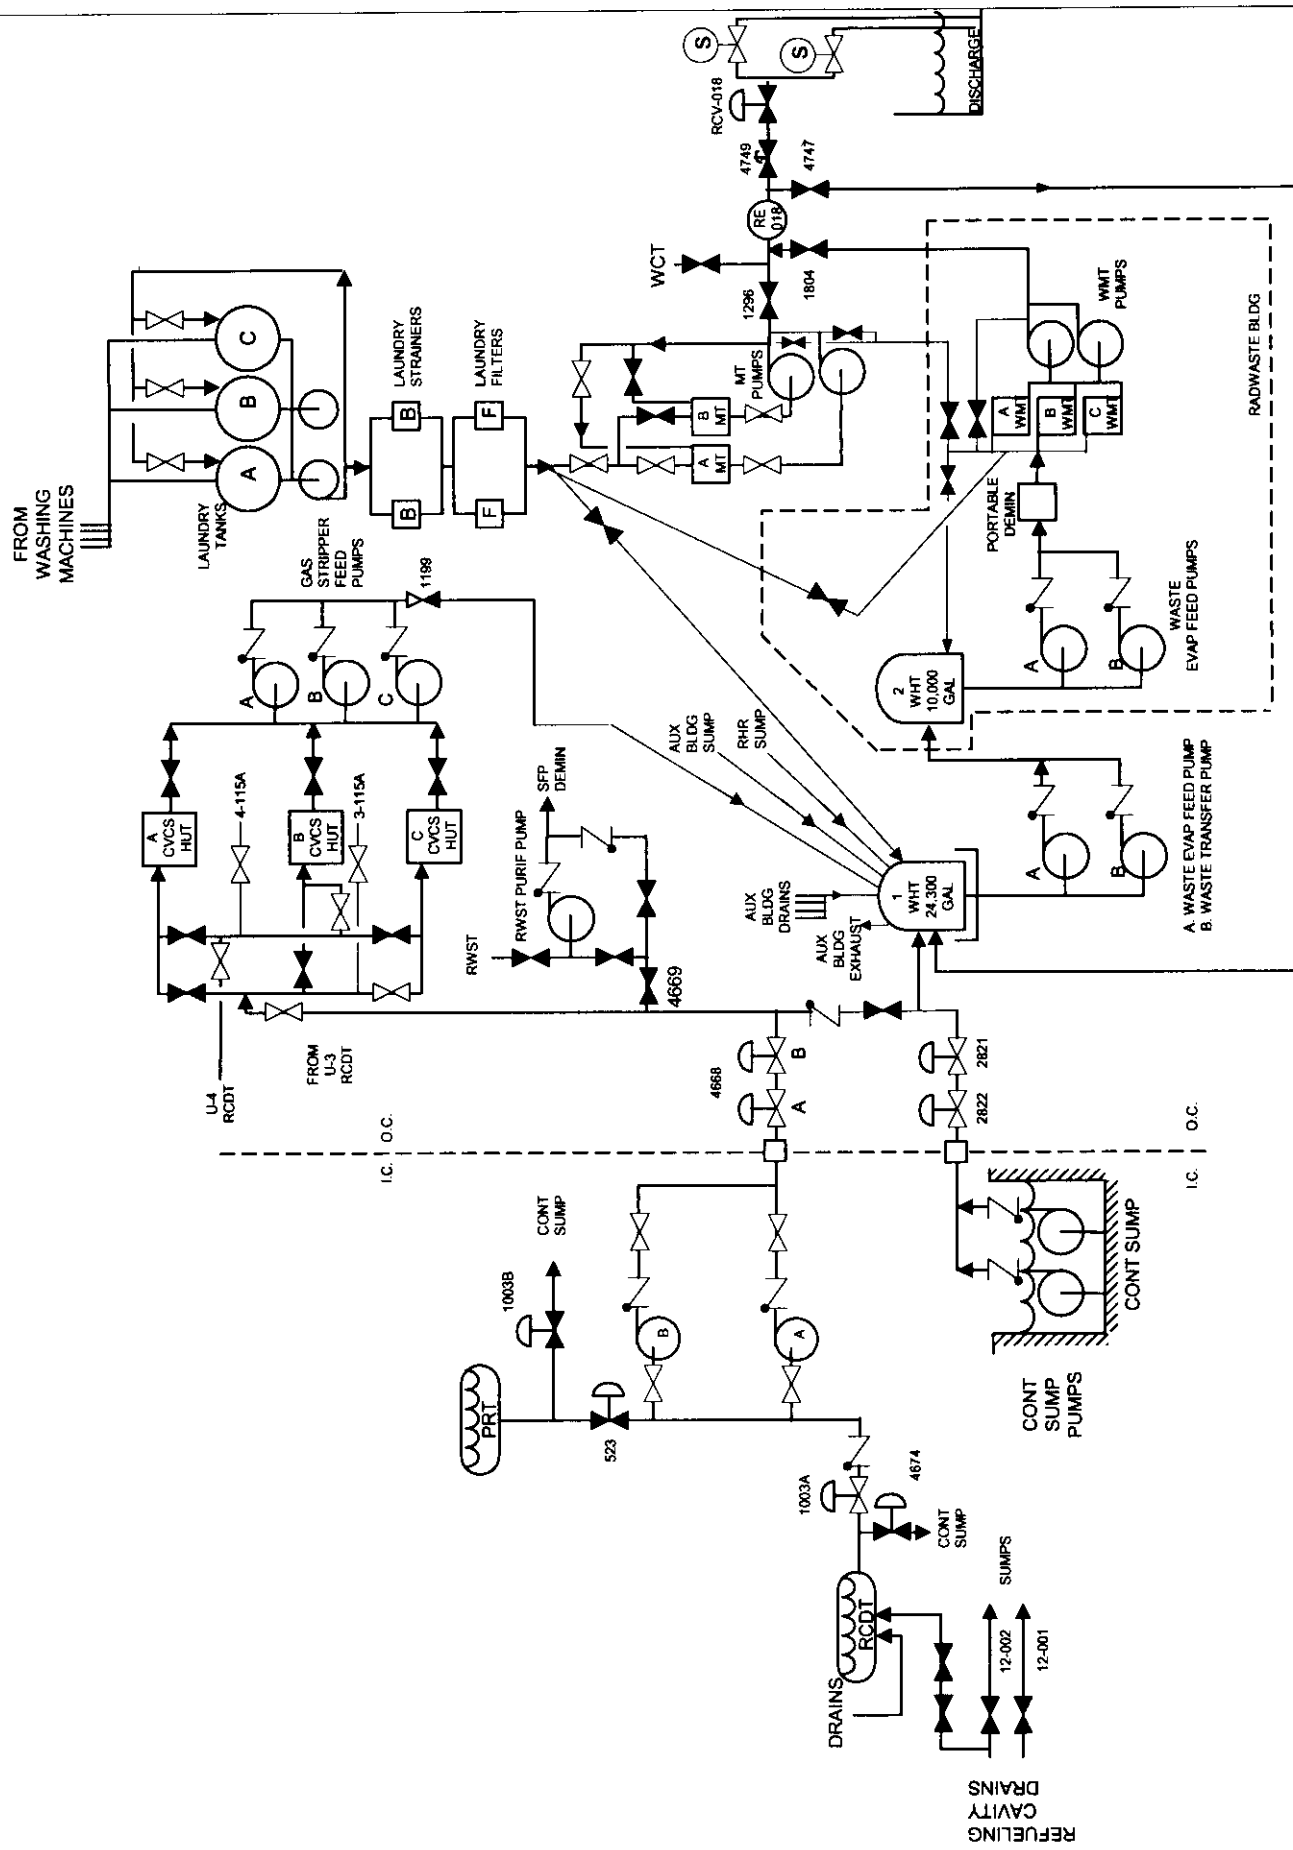 FROM
WASHING
MACHINES
LAUNDRY
TANKS
A
B
C
GAS
STRIPPER
FEED
PUMPS
1199
A
B
C
LAUNDRY
STRAINERS
B
B
LAUNDRY
FILTERS
F
F
A
CVCS
HUT
B
CVCS
HUT
C
CVCS
HUT
4-115A
3-115A
U-4
RCDT
FROM
U-3
RCDT
RWST
RWST PURIF PUMP
SFP
DEMIN
4669
S
S
RCV-018
DISCHARGE
4749
4747
RE
018
WCT
1296
1804
MT
PUMPS
A
MT
B
MT
WMT
PUMPS
A
WMT
B
WMT
C
WMT
RADWASTE BLDG
PORTABLE
DEMIN
WASTE
EVAP FEED PUMPS
A
B
2
WHT
10,000
GAL
AUX
BLDG
SUMP
RHR
SUMP
AUX
BLDG
DRAINS
AUX
BLDG
EXHAUST
1
WHT
24,300
GAL
A
B
A. WASTE EVAP FEED PUMP
B. WASTE TRANSFER PUMP
4668
A
B
2822
2821
I.C.
O.C.
I.C.
O.C.
CONT
SUMP
1003B
PRT
523
B
A
1003A
4674
CONT
SUMP
RCDT
DRAINS
CONT SUMP
CONT
SUMP
PUMPS
SUMPS
12-002
12-001
REFUELING
CAVITY
DRAINS